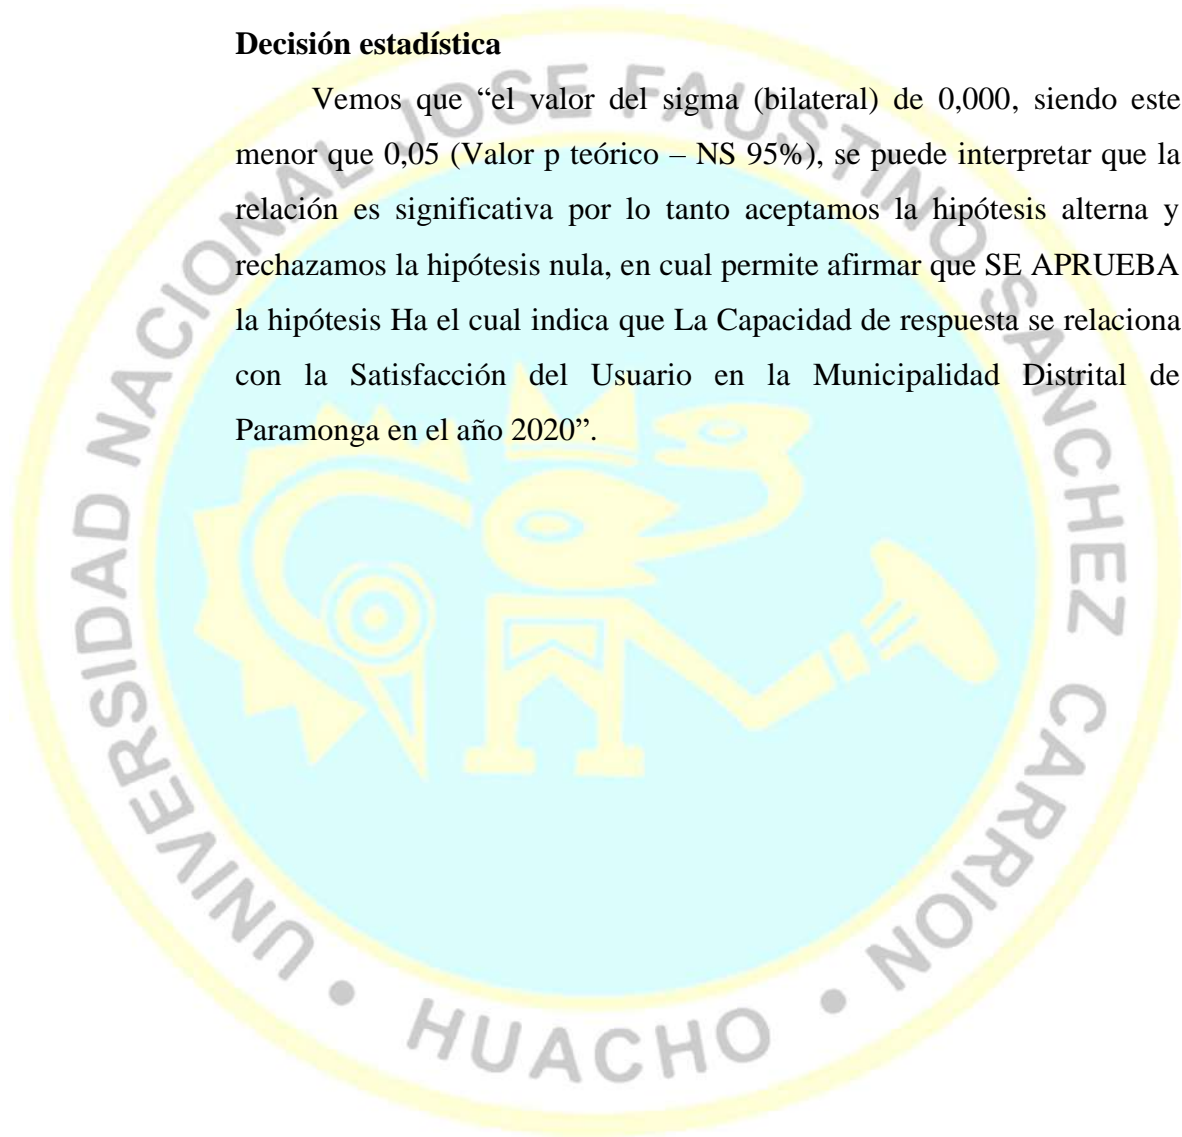 Decisión estadística
Vemos que “el valor del sigma (bilateral) de 0,000, siendo este
menor que 0,05 (Valor p teórico – NS 95%), se puede interpretar que la
relación es significativa por lo tanto aceptamos la hipótesis alterna y
rechazamos la hipótesis nula, en cual permite afirmar que SE APRUEBA
la hipótesis Ha el cual indica que La Capacidad de respuesta se relaciona
con la Satisfacción del Usuario en la Municipalidad Distrital de
Paramonga en el año 2020”.
UNIVERSIDAD NACIONAL JOSE FAUSTINO SANCHEZ CARRION
• HUACHO •